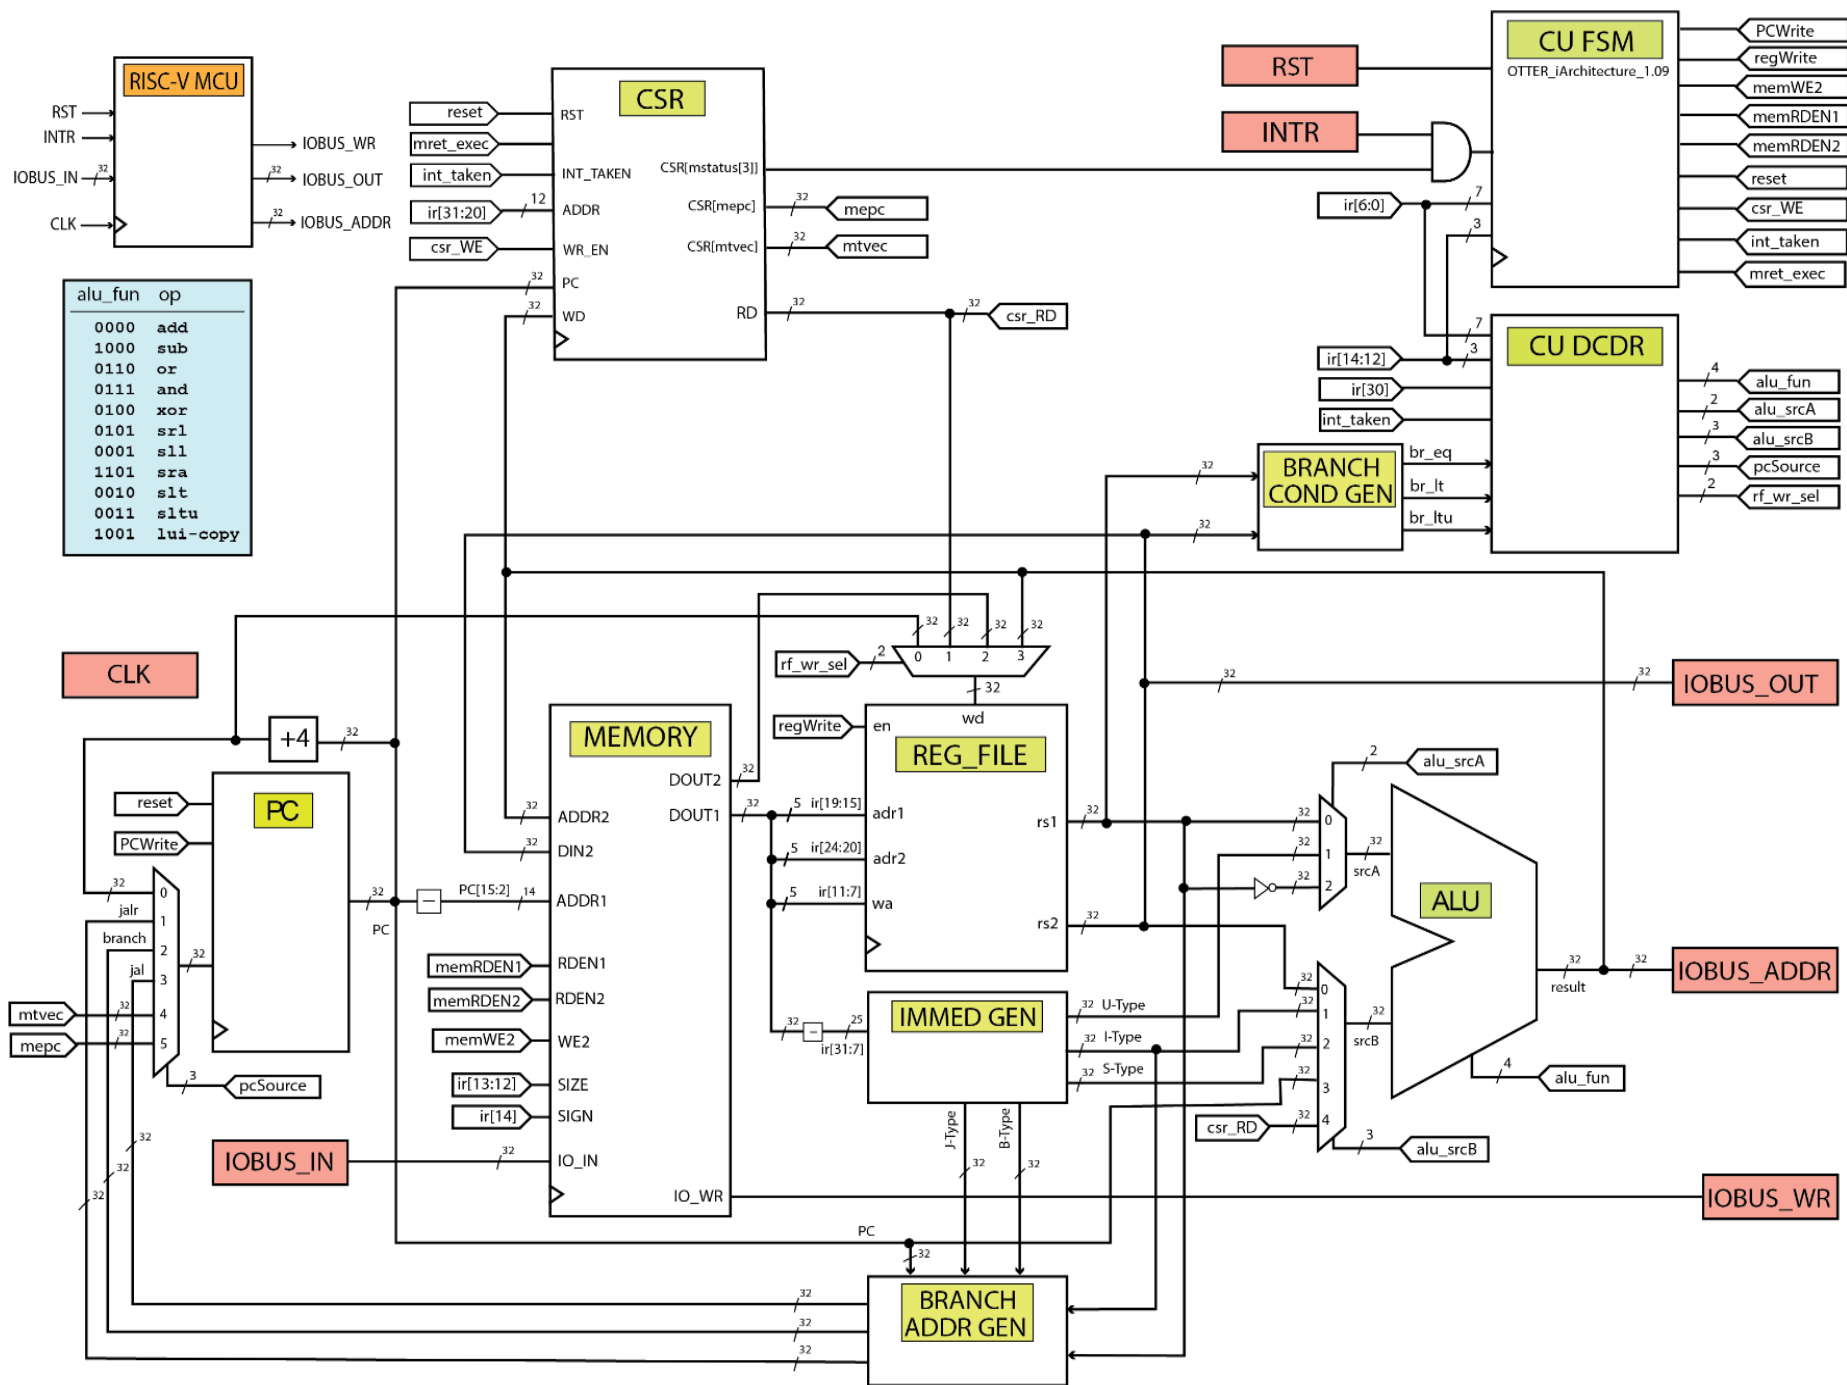 RISC-V MCU
RST
INTR
IOBUS_IN
32
CLK
IOBUS_WR
32
IOBUS_OUT
32
IOBUS_ADDR
alu_fun op
0000 add
1000 sub
0110 or
0111 and
0100 xor
0101 srl
0001 sll
1101 sra
0010 slt
0011 sltu
1001 lui-copy
CSR
reset
RST
mret_exec
int_taken
INT_TAKEN
ir[31:20]
12
ADDR
csr_WE
WR_EN
32
PC
32
WD
CSR[mstatus[3]]
CSR[mepc]
32
mepc
CSR[mtvec]
32
mtvec
RD
32
32
csr_RD
RST
INTR
CU FSM
OTTER_iArchitecture_1.09
ir[6:0]
7
3
PCWrite
regWrite
memWE2
memRDEN1
memRDEN2
reset
csr_WE
int_taken
mret_exec
CU DCDR
7
ir[14:12]
3
ir[30]
int_taken
4
alu_fun
2
alu_srcA
3
alu_srcB
3
pcSource
2
rf_wr_sel
BRANCH
COND GEN
32
32
br_eq
br_lt
br_ltu
CLK
32
32
32
32
rf_wr_sel
2
0
1
2
3
32
IOBUS_OUT
32
32
+4
32
PC
reset
PCWrite
32
0
jalr
1
branch
2
jal
3
mtvec
32
4
mepc
32
5
32
3
pcSource
32
PC
PC[15:2]
14
MEMORY
DOUT2
32
DOUT1
32
32
ADDR2
32
DIN2
ADDR1
memRDEN1
RDEN1
memRDEN2
RDEN2
memWE2
WE2
ir[13:12]
SIZE
ir[14]
SIGN
IOBUS_IN
32
IO_IN
IO_WR
regWrite
en
wd
REG_FILE
5
ir[19:15]
adr1
5
ir[24:20]
adr2
5
ir[11:7]
wa
rs1
32
rs2
32
32
25
ir[31:7]
IMMED GEN
32
U-Type
32
I-Type
32
S-Type
J-Type
B-Type
32
32
2
alu_srcA
32
0
32
1
32
2
32
srcA
ALU
32
0
32
1
32
2
32
3
csr_RD
32
4
32
srcB
3
alu_srcB
4
alu_fun
32
result
32
IOBUS_ADDR
IOBUS_WR
PC
32
BRANCH
ADDR GEN
32
32
32
32
32
32